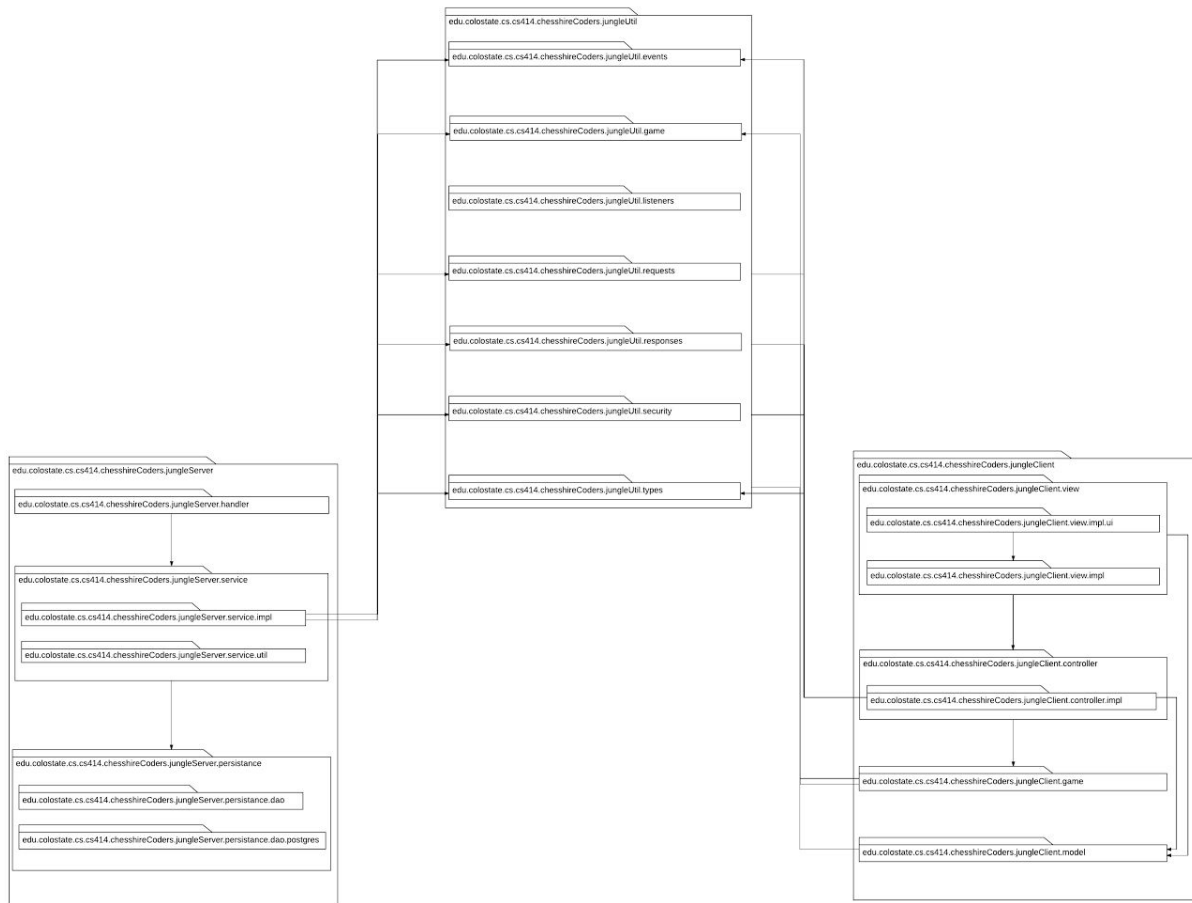 edu.colostate.cs.cs414.chesshireCoders.jungleUtil
edu.colostate.cs.cs414.chesshireCoders.jungleUtil.events
edu.colostate.cs.cs414.chesshireCoders.jungleUtil.game
edu.colostate.cs.cs414.chesshireCoders.jungleUtil.listeners
edu.colostate.cs.cs414.chesshireCoders.jungleUtil.requests
edu.colostate.cs.cs414.chesshireCoders.jungleUtil.responses
edu.colostate.cs.cs414.chesshireCoders.jungleUtil.security
edu.colostate.cs.cs414.chesshireCoders.jungleUtil.types
edu.colostate.cs.cs414.chesshireCoders.jungleServer
edu.colostate.cs.cs414.chesshireCoders.jungleServer.handler
edu.colostate.cs.cs414.chesshireCoders.jungleServer.service
edu.colostate.cs.cs414.chesshireCoders.jungleServer.service.impl
edu.colostate.cs.cs414.chesshireCoders.jungleServer.service.util
edu.colostate.cs.cs414.chesshireCoders.jungleServer.persistance
edu.colostate.cs.cs414.chesshireCoders.jungleServer.persistance.dao
edu.colostate.cs.cs414.chesshireCoders.jungleServer.persistance.dao.postgres
edu.colostate.cs.cs414.chesshireCoders.jungleClient
edu.colostate.cs.cs414.chesshireCoders.jungleClient.view
edu.colostate.cs.cs414.chesshireCoders.jungleClient.view.impl.ui
edu.colostate.cs.cs414.chesshireCoders.jungleClient.view.impl
edu.colostate.cs.cs414.chesshireCoders.jungleClient.controller
edu.colostate.cs.cs414.chesshireCoders.jungleClient.controller.impl
edu.colostate.cs.cs414.chesshireCoders.jungleClient.game
edu.colostate.cs.cs414.chesshireCoders.jungleClient.model